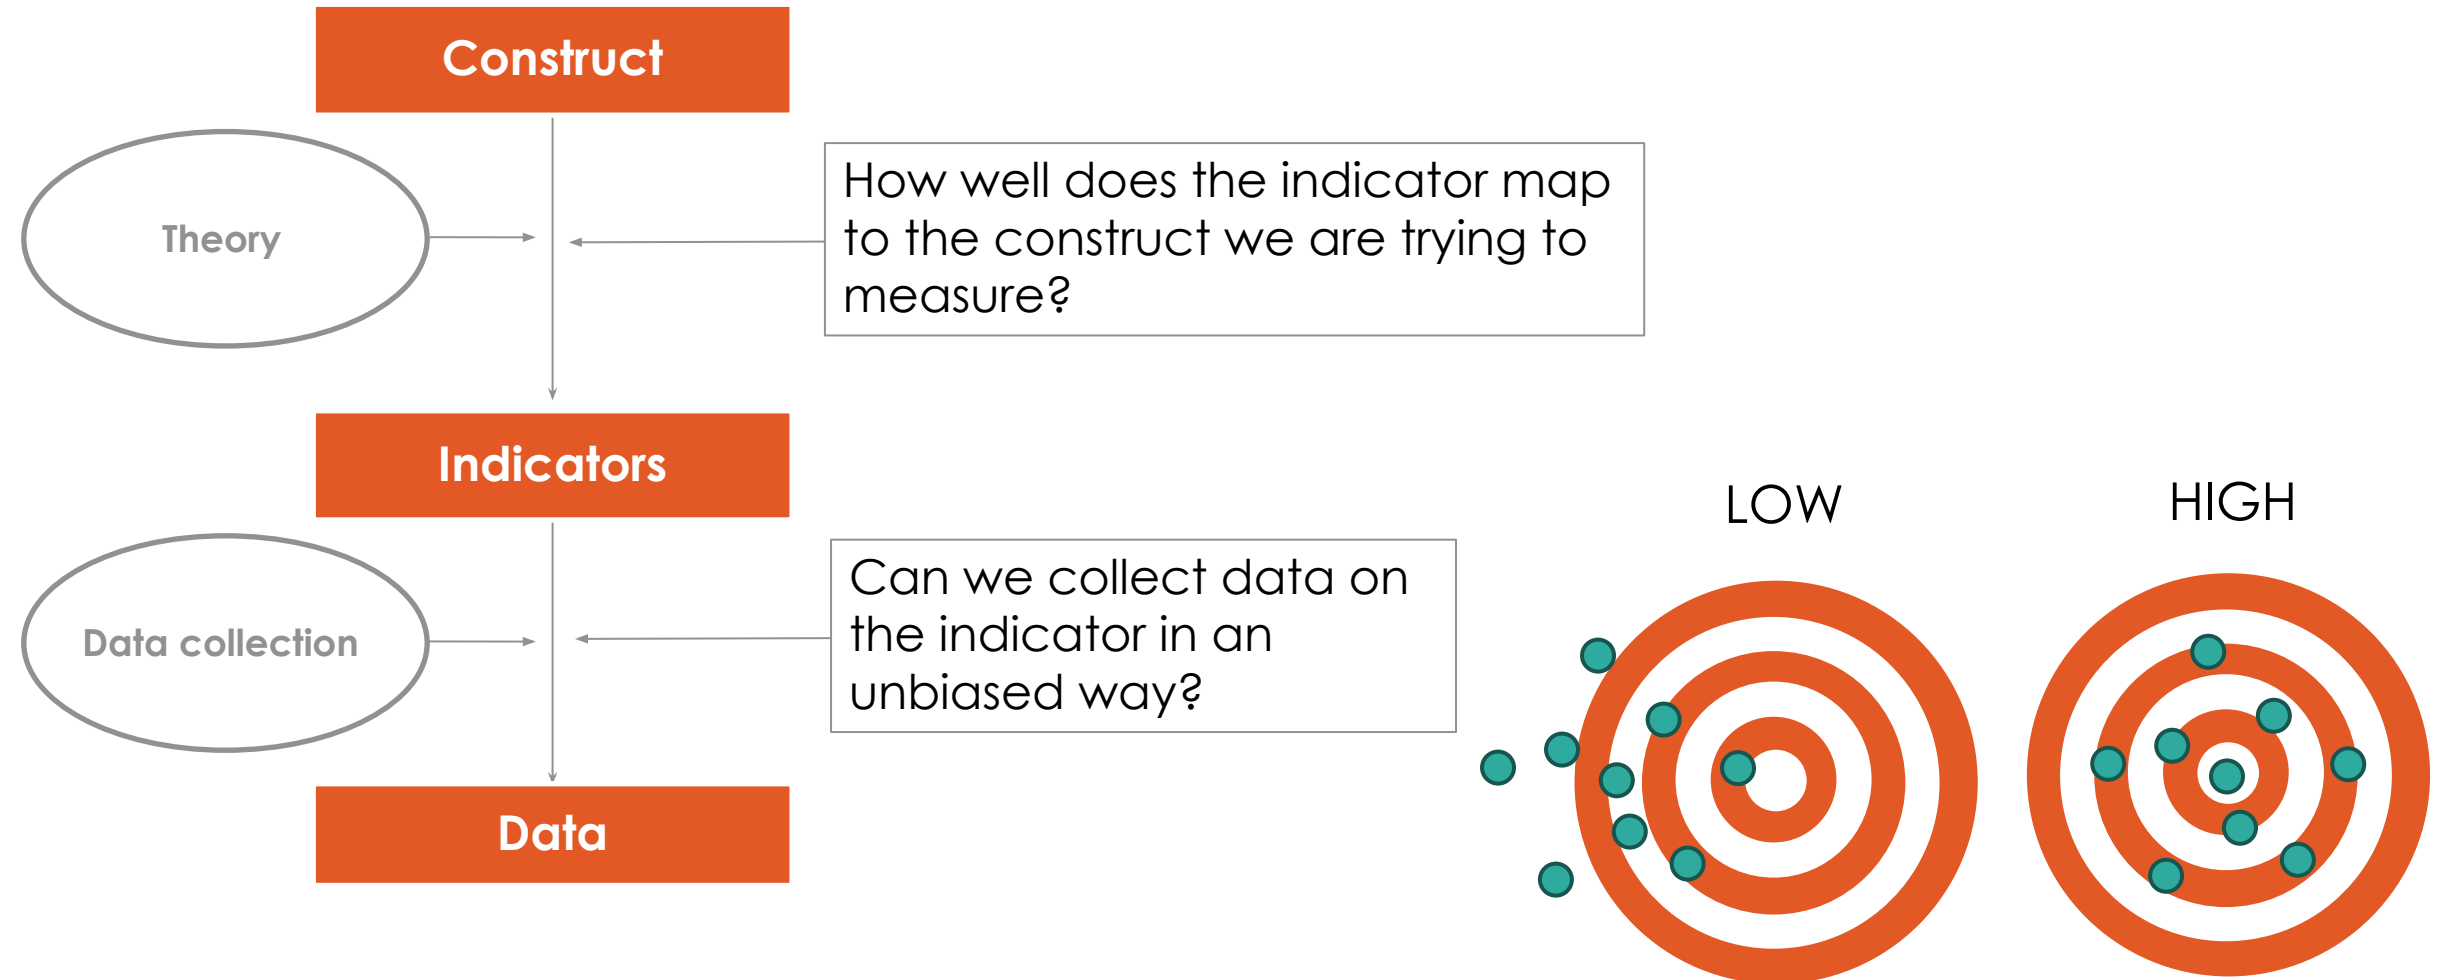 Construct
Theory
How well does the indicator map
to the construct we are trying to
measure?
Indicators
LOW
HIGH
Data collection
Can we collect data on
the indicator in an
unbiased way?
Data